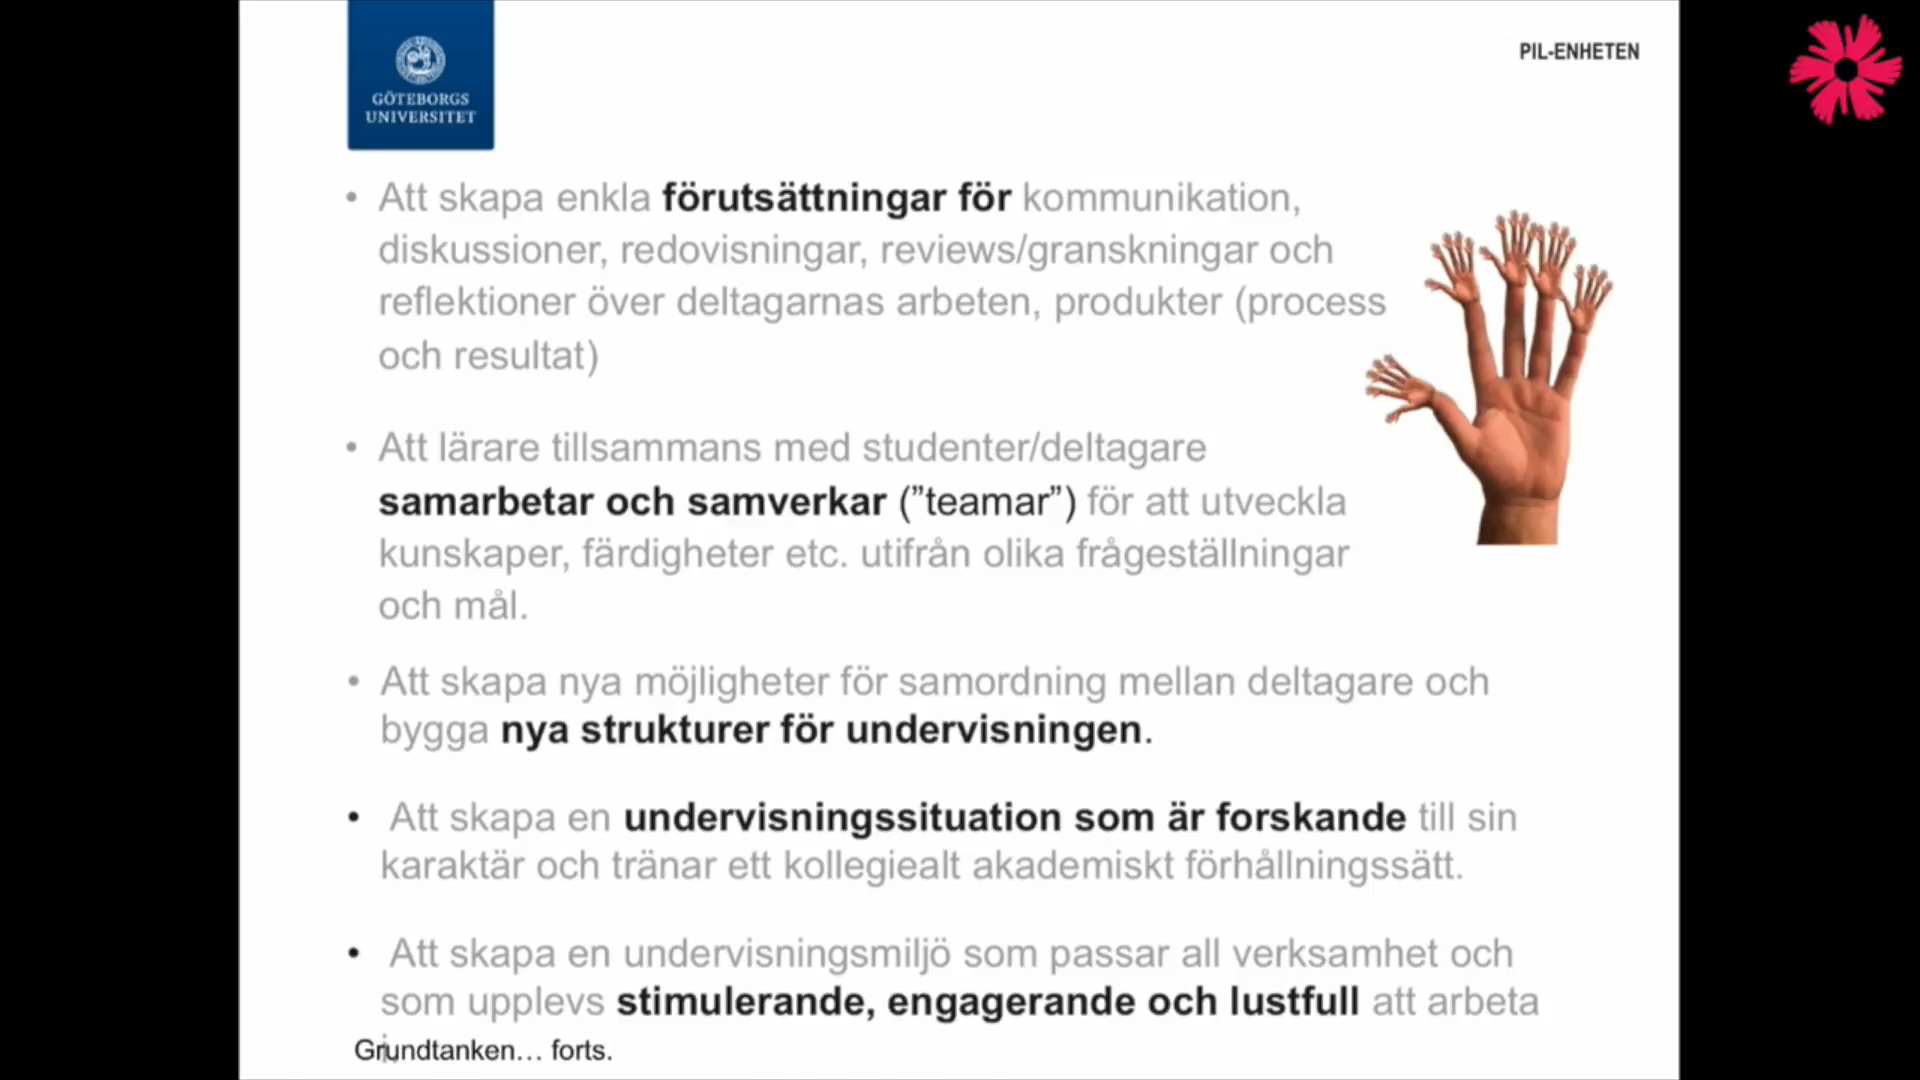 GÖTEBORGS
UNIVERSITET
PIL-ENHETEN
• Att skapa enkla förutsättningar för kommunikation,
diskussioner, redovisningar, reviews/granskningar och
reflektioner över deltagarnas arbeten, produkter (process
och resultat)
• Att lärare tillsammans med studenter/deltagare
samarbetar och samverkar (”teamar”) för att utveckla
kunskaper, färdigheter etc. utifrån olika frågeställningar
och mål.
• Att skapa nya möjligheter för samordning mellan deltagare och
bygga nya strukturer för undervisningen.
• Att skapa en undervisningssituation som är forskande till sin
karaktär och tränar ett kollegiealt akademiskt förhållningssätt.
• Att skapa en undervisningsmiljö som passar all verksamhet och
som upplevs stimulerande, engagerande och lustfull att arbeta
i.
Grundtanken… forts.